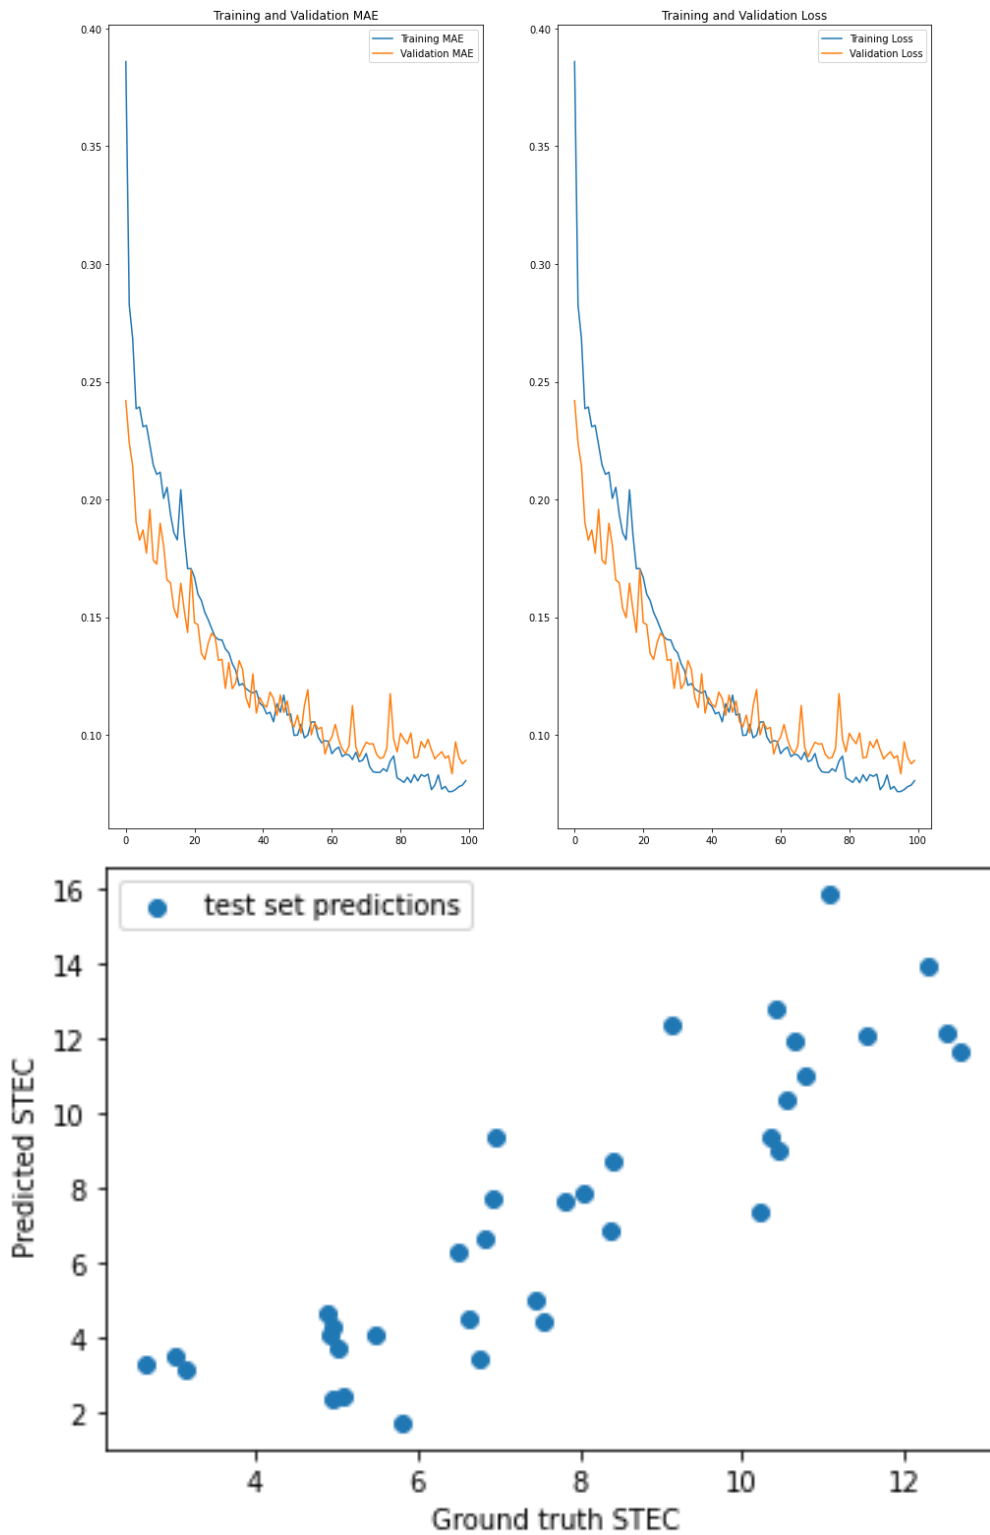 Training and Validation MAE
Training MAE
Validation MAE
0.40
0.35
0.30
0.25
0.20
0.15
0.10
0 20 40 60 80 100
Training and Validation Loss
Training Loss
Validation Loss
0.40
0.35
0.30
0.25
0.20
0.15
0.10
0 20 40 60 80 100
test set predictions
Predicted STEC
16
14
12
10
8
6
4
2
4 6 8 10 12
Ground truth STEC